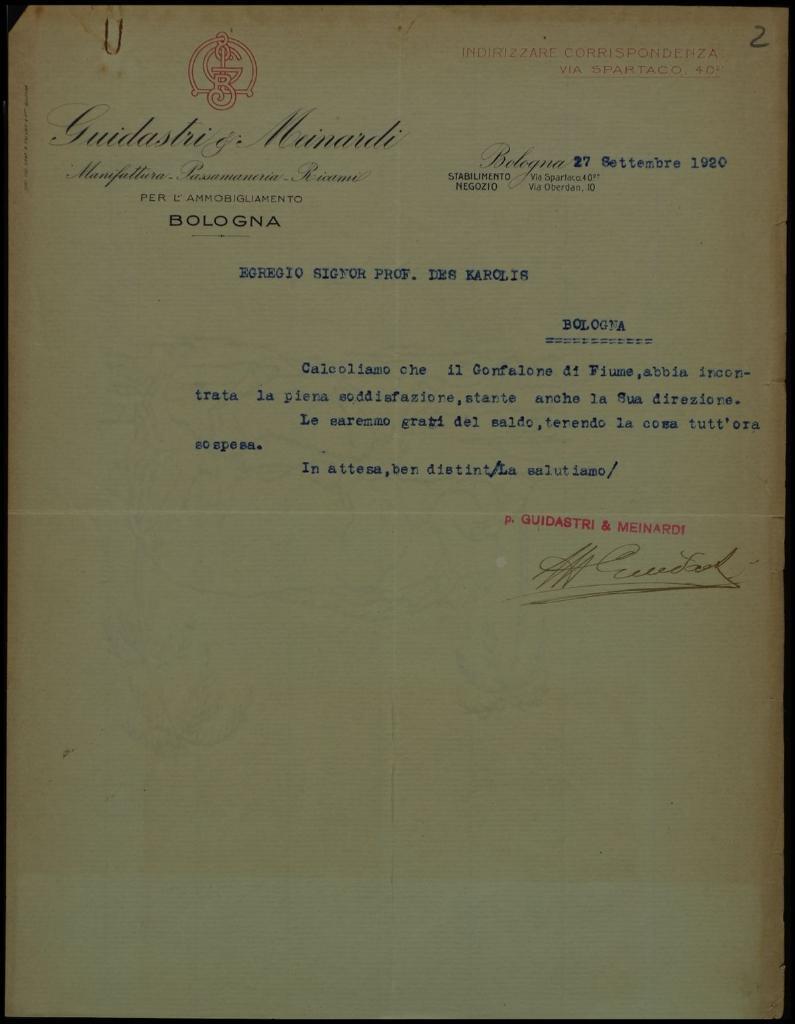 2
INDIRIZZARE CORRISPONDENZA:
VIA SPARTACO, 40
Guidastri & Meinardi
Manifattura - Passamaneria - Ricami
PER L'AMMOBIGLIAMENTO
BOLOGNA
Bologna 27 Settembre 1920
STABILIMENTO Via Spartaco, 40
NEGOZIO Via Oberdan, 10
EGREGIO SIGNOR PROF. DES KAROLIS
BOLOGNA
Calcoliamo che il Gonfalone di Fiume,abbia incon-
trata la piena soddisfazione,stante anche la Sua direzione.
Le saremmo grati del saldo,tenendo la cosa tutt'ora
sospesa.
In attesa,ben distint/La salutiamo/
p. GUIDASTRI & MEINARDI